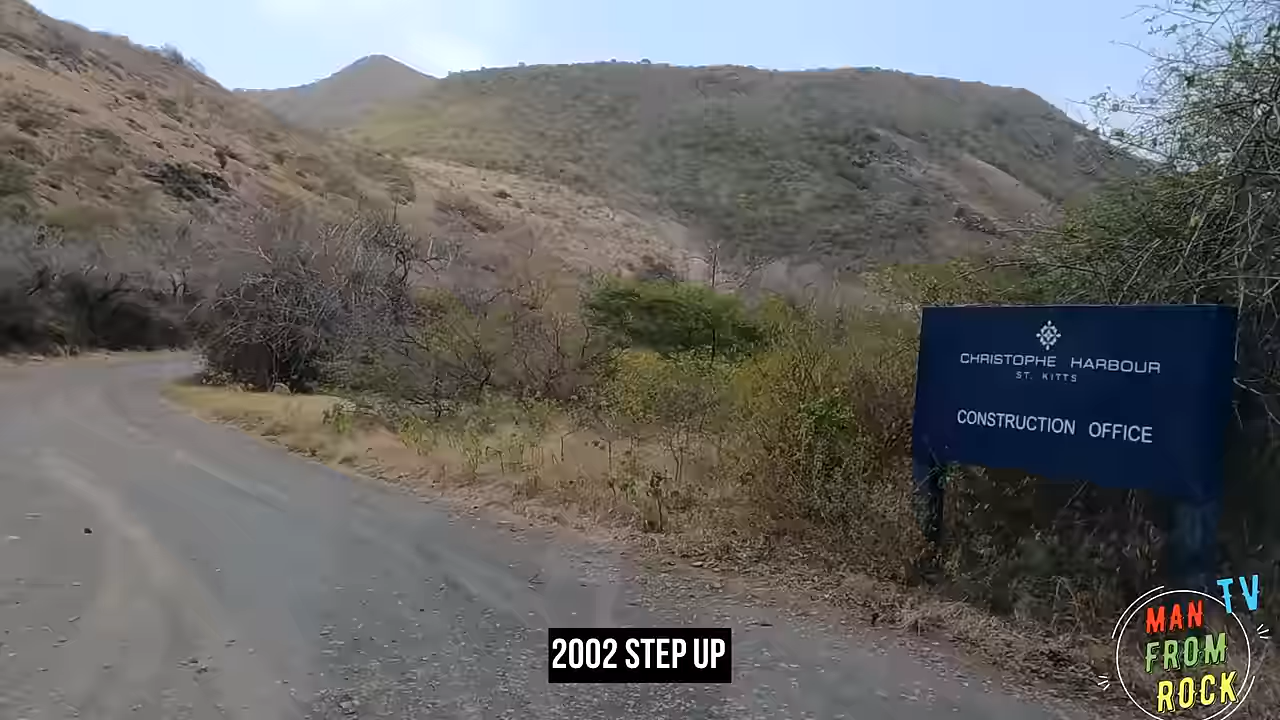 CHRISTOPHE HARBOUR
ST. KITTS
CONSTRUCTION OFFICE
2002 STEP UP
TV
MAN
FROM
ROCK